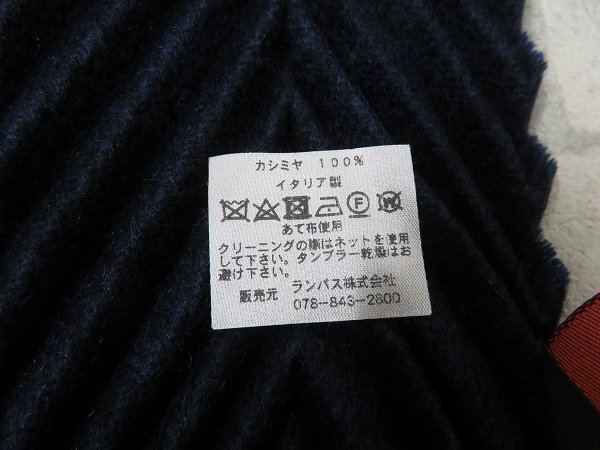 カシミヤ 100%
イタリア製
F W
あて布使用
クリーニングの際はネットを使用
して下さい。タンブラー乾燥はお
避け下さい。
販売元 ランバス株式会社
078-843-2800